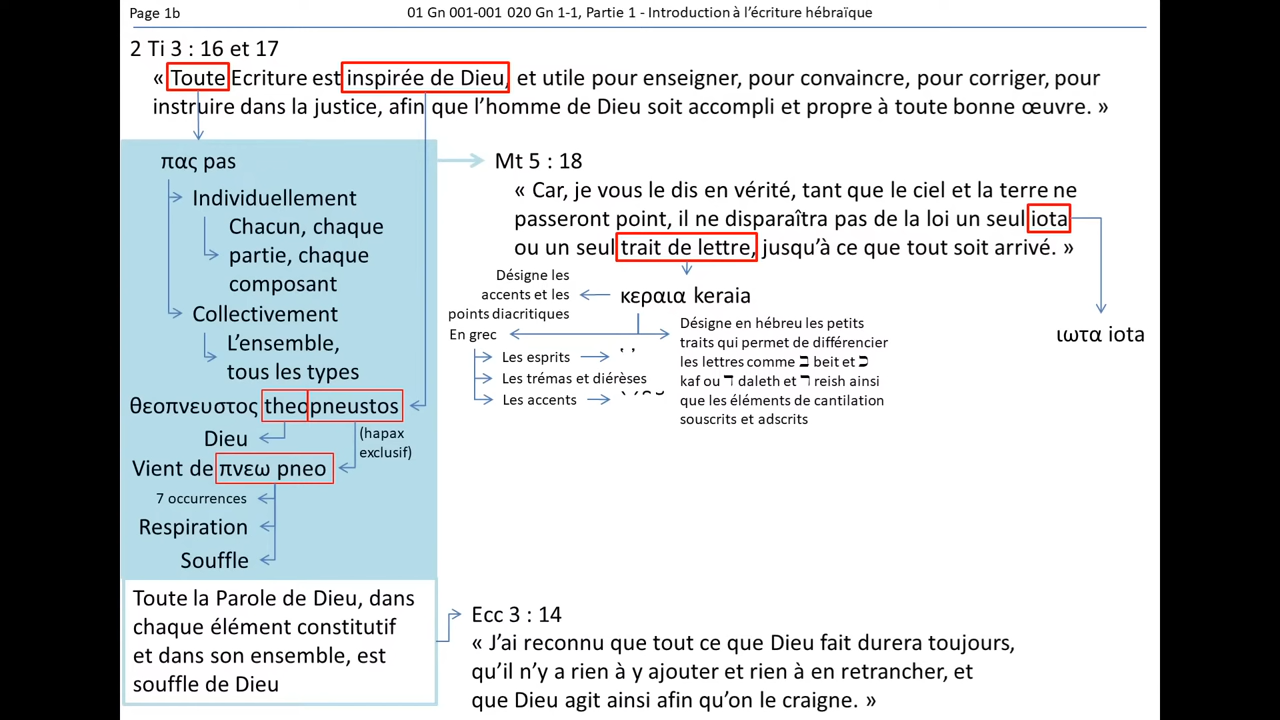 Page 1b
01 Gn 001-001 020 Gn 1-1, Partie 1 - Introduction à l'écriture hébraïque
2 Ti 3 : 16 et 17
« Toute Ecriture est inspirée de Dieu, et utile pour enseigner, pour convaincre, pour corriger, pour
instruire dans la justice, afin que l'homme de Dieu soit accompli et propre à toute bonne œuvre. »
πας pas
Individuellement
Chacun, chaque
partie, chaque
composant
Collectivement
L'ensemble,
tous les types
θεοπνευστος theopneustos
Dieu
(hapax
exclusif)
Vient de πνεω pneo
7 occurrences
Respiration
Souffle
Toute la Parole de Dieu, dans
chaque élément constitutif
et dans son ensemble, est
souffle de Dieu
Mt 5 : 18
« Car, je vous le dis en vérité, tant que le ciel et la terre ne
passeront point, il ne disparaîtra pas de la loi un seul iota
ou un seul trait de lettre, jusqu'à ce que tout soit arrivé. »
Désigne les
accents et les
points diacritiques
κεραια keraia
ιωτα iota
En grec
Les esprits
Les trémas et diérèses
Les accents
Désigne en hébreu les petits
traits qui permet de différencier
les lettres comme ב beit et כ
kaf ou ד daleth et ר reish ainsi
que les éléments de cantilation
souscrits et adscrits
Ecc 3 : 14
« J'ai reconnu que tout ce que Dieu fait durera toujours,
qu'il n'y a rien à y ajouter et rien à en retrancher, et
que Dieu agit ainsi afin qu'on le craigne. »